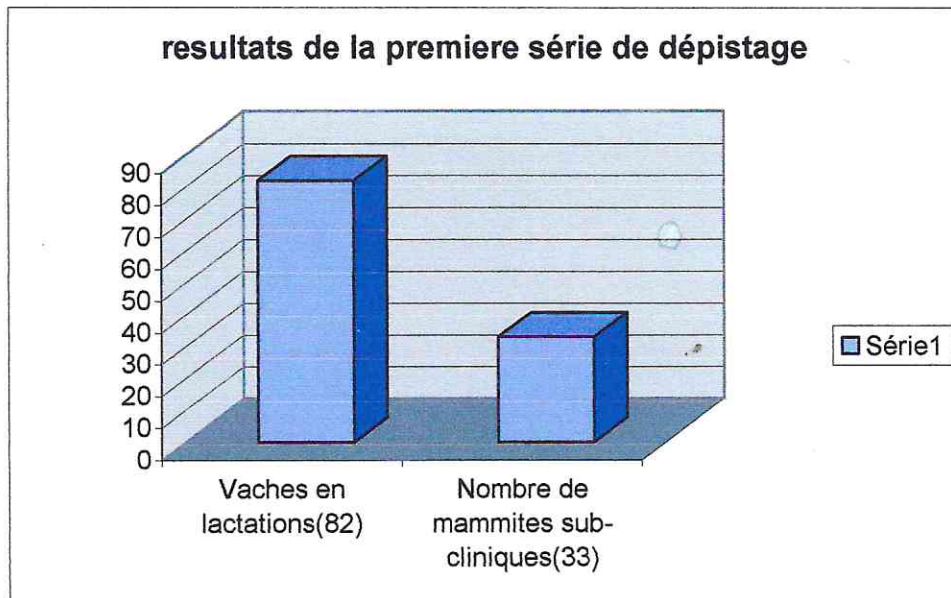 resultats de la premiere série de dépistage
90
80
70
60
50
40
30
20
10
0
Vaches en
lactations(82)
Nombre de
mammites sub-
cliniques(33)
Série1